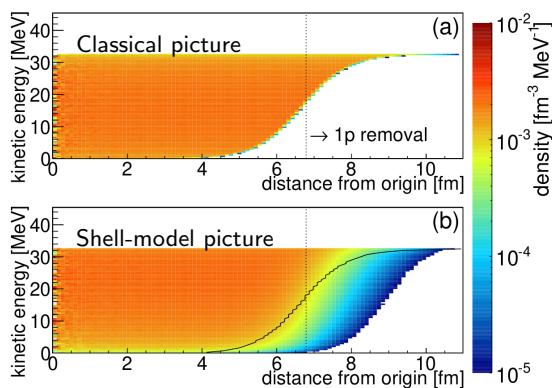 (a)
Classical picture
→ 1p removal
kinetic energy [MeV]
40
30
20
10
0
0 2 4 6 8 10
distance from origin [fm]
(b)
Shell-model picture
kinetic energy [MeV]
40
30
20
10
0
0 2 4 6 8 10
distance from origin [fm]
10-2
10-3
10-4
10-5
density [fm-3 MeV-1]